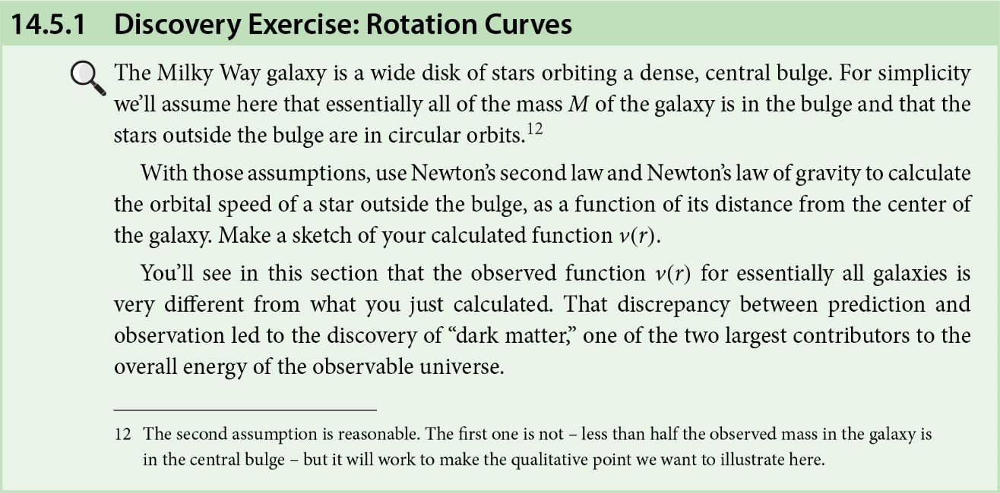 14.5.1 Discovery Exercise: Rotation Curves
The Milky Way galaxy is a wide disk of stars orbiting a dense, central bulge. For simplicity
we’ll assume here that essentially all of the mass M of the galaxy is in the bulge and that the
stars outside the bulge are in circular orbits.12
With those assumptions, use Newton’s second law and Newton’s law of gravity to calculate
the orbital speed of a star outside the bulge, as a function of its distance from the center of
the galaxy. Make a sketch of your calculated function v(r).
You’ll see in this section that the observed function v(r) for essentially all galaxies is
very different from what you just calculated. That discrepancy between prediction and
observation led to the discovery of “dark matter,” one of the two largest contributors to the
overall energy of the observable universe.
12 The second assumption is reasonable. The first one is not – less than half the observed mass in the galaxy is
in the central bulge – but it will work to make the qualitative point we want to illustrate here.